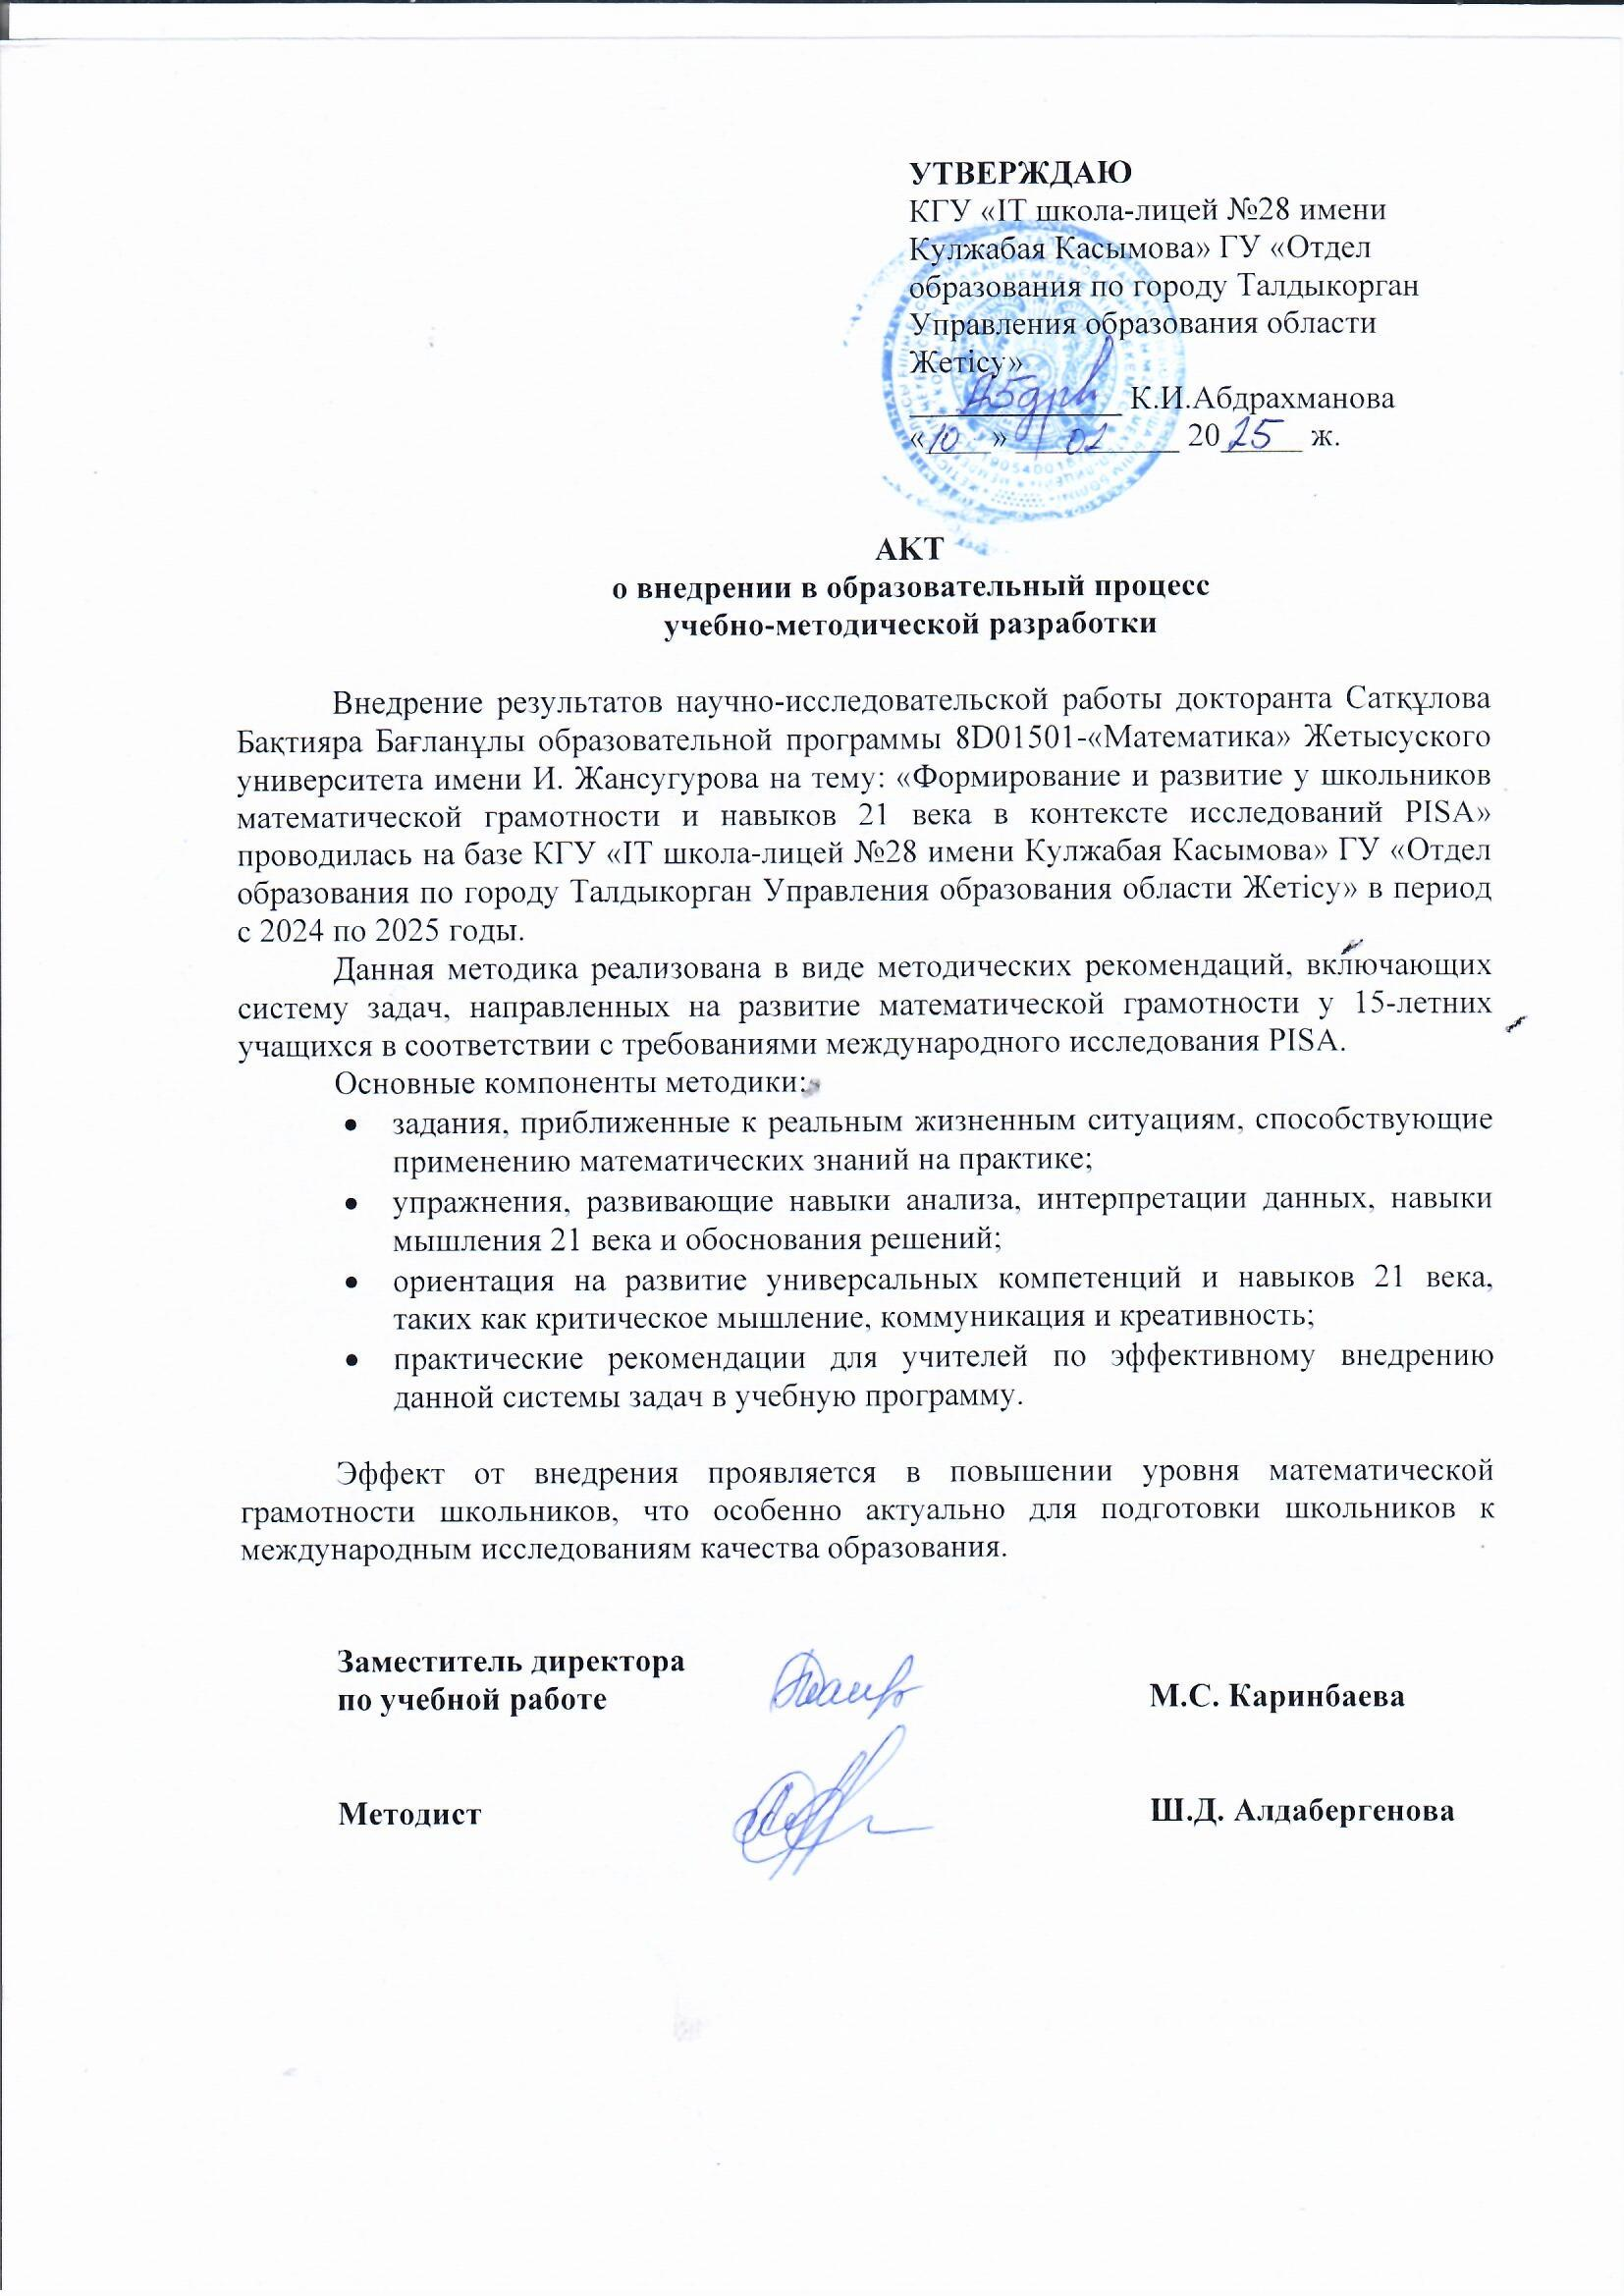 УТВЕРЖДАЮ
КГУ «IT школа-лицей №28 имени
Кулжабая Касымова» ГУ «Отдел
образования по городу Талдыкорган
Управления образования области
Жетісу»
К.И.Абдрахманова
«10» 01 2025 ж.
АКТ
о внедрении в образовательный процесс
учебно-методической разработки
Внедрение результатов научно-исследовательской работы докторанта Сатқұлова
Бақтияра Бағланұлы образовательной программы 8D01501-«Математика» Жетысуского
университета имени И. Жансугурова на тему: «Формирование и развитие у школьников
математической грамотности и навыков 21 века в контексте исследований PISA»
проводилась на базе КГУ «IT школа-лицей №28 имени Кулжабая Касымова» ГУ «Отдел
образования по городу Талдыкорган Управления образования области Жетісу» в период
с 2024 по 2025 годы.
Данная методика реализована в виде методических рекомендаций, включающих
систему задач, направленных на развитие математической грамотности у 15-летних
учащихся в соответствии с требованиями международного исследования PISA.
Основные компоненты методики:
• задания, приближенные к реальным жизненным ситуациям, способствующие
применению математических знаний на практике;
• упражнения, развивающие навыки анализа, интерпретации данных, навыки
мышления 21 века и обоснования решений;
• ориентация на развитие универсальных компетенций и навыков 21 века,
таких как критическое мышление, коммуникация и креативность;
• практические рекомендации для учителей по эффективному внедрению
данной системы задач в учебную программу.
Эффект от внедрения проявляется в повышении уровня математической
грамотности школьников, что особенно актуально для подготовки школьников к
международным исследованиям качества образования.
Заместитель директора
по учебной работе М.С. Каринбаева
Методист Ш.Д. Алдабергенова